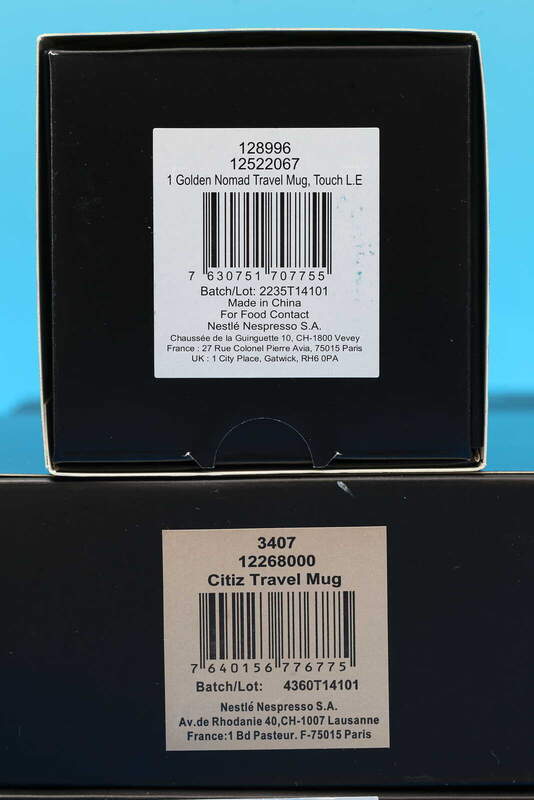 128996
12522067
1 Golden Nomad Travel Mug, Touch L.E
7 630751 707755
Batch/Lot: 2235T14101
Made in China
For Food Contact
Nestlé Nespresso S.A.
Chaussée de la Guinguette 10, CH-1800 Vevey
France : 27 Rue Colonel Pierre Avia, 75015 Paris
UK : 1 City Place, Gatwick, RH6 0PA
3407
12268000
Citiz Travel Mug
7 640156 776775
Batch/Lot: 4360T14101
Nestlé Nespresso S.A.
Av.de Rhodanie 40,CH-1007 Lausanne
France:1 Bd Pasteur. F-75015 Paris